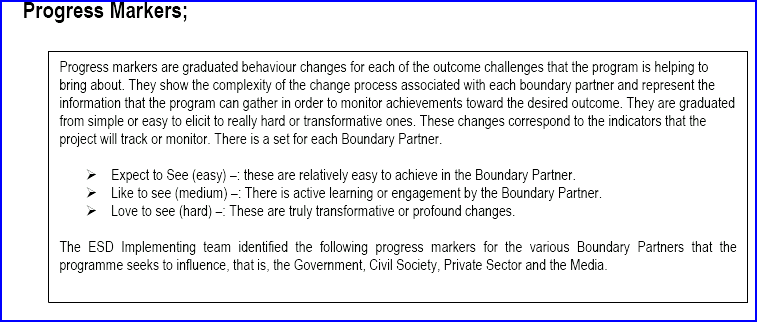 Progress Markers;
Progress markers are graduated behaviour changes for each of the outcome challenges that the program is helping to
bring about. They show the complexity of the change process associated with each boundary partner and represent the
information that the program can gather in order to monitor achievements toward the desired outcome. They are graduated
from simple or easy to elicit to really hard or transformative ones. These changes correspond to the indicators that the
project will track or monitor. There is a set for each Boundary Partner.
➢ Expect to See (easy) –: these are relatively easy to achieve in the Boundary Partner.
➢ Like to see (medium) –: There is active learning or engagement by the Boundary Partner.
➢ Love to see (hard) –: These are truly transformative or profound changes.
The ESD Implementing team identified the following progress markers for the various Boundary Partners that the
programme seeks to influence, that is, the Government, Civil Society, Private Sector and the Media.